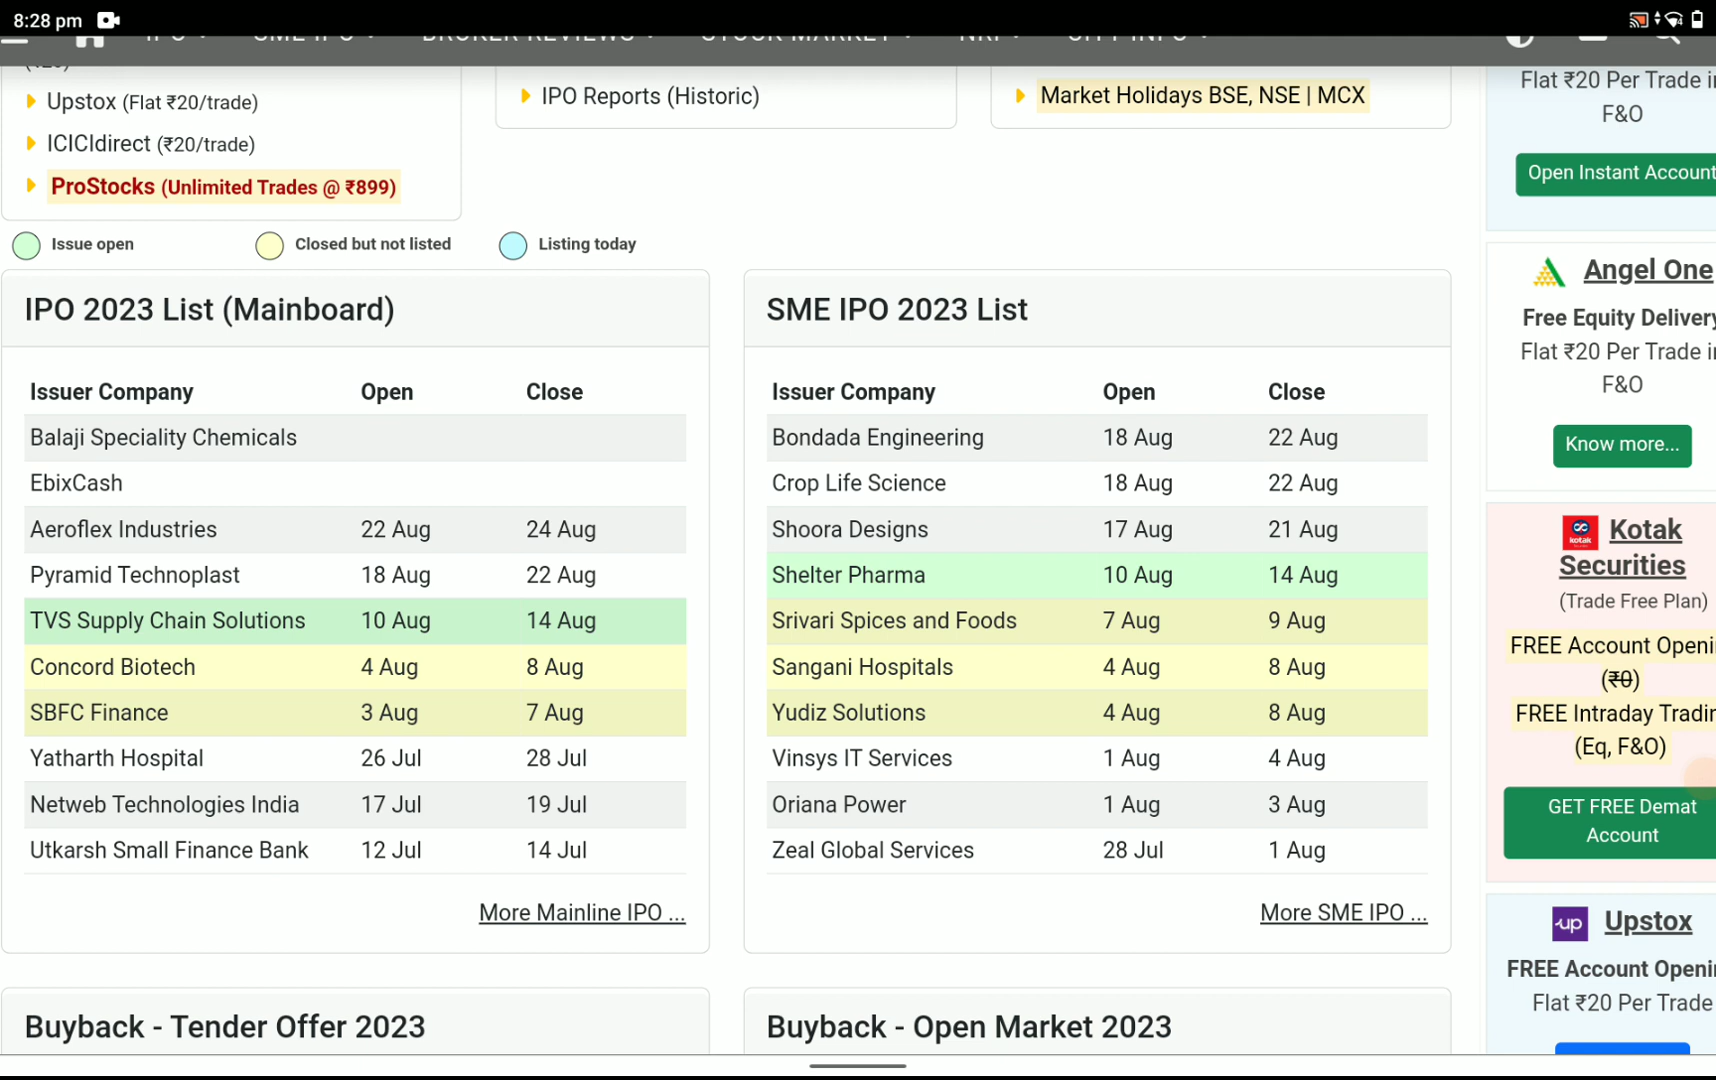 8:28 pm
Upstox (Flat ₹20/trade)
ICICIdirect (₹20/trade)
ProStocks (Unlimited Trades @ ₹899)
IPO Reports (Historic)
Market Holidays BSE, NSE | MCX
Issue open
Closed but not listed
Listing today
IPO 2023 List (Mainboard)
Issuer Company Open Close
Balaji Speciality Chemicals
EbixCash
Aeroflex Industries 22 Aug 24 Aug
Pyramid Technoplast 18 Aug 22 Aug
TVS Supply Chain Solutions 10 Aug 14 Aug
Concord Biotech 4 Aug 8 Aug
SBFC Finance 3 Aug 7 Aug
Yatharth Hospital 26 Jul 28 Jul
Netweb Technologies India 17 Jul 19 Jul
Utkarsh Small Finance Bank 12 Jul 14 Jul
More Mainline IPO ...
SME IPO 2023 List
Issuer Company Open Close
Bondada Engineering 18 Aug 22 Aug
Crop Life Science 18 Aug 22 Aug
Shoora Designs 17 Aug 21 Aug
Shelter Pharma 10 Aug 14 Aug
Srivari Spices and Foods 7 Aug 9 Aug
Sangani Hospitals 4 Aug 8 Aug
Yudiz Solutions 4 Aug 8 Aug
Vinsys IT Services 1 Aug 4 Aug
Oriana Power 1 Aug 3 Aug
Zeal Global Services 28 Jul 1 Aug
More SME IPO ...
Buyback - Tender Offer 2023
Buyback - Open Market 2023
Flat ₹20 Per Trade
F&O
Open Instant Account
Angel One
Free Equity Delivery
Flat ₹20 Per Trade
F&O
Know more...
kotak
Kotak
Securities
(Trade Free Plan)
FREE Account
(₹0)
FREE Intraday
(Eq, F&O)
GET FREE Demat
Account
up
Upstox
FREE Account
Flat ₹20 Per Trade